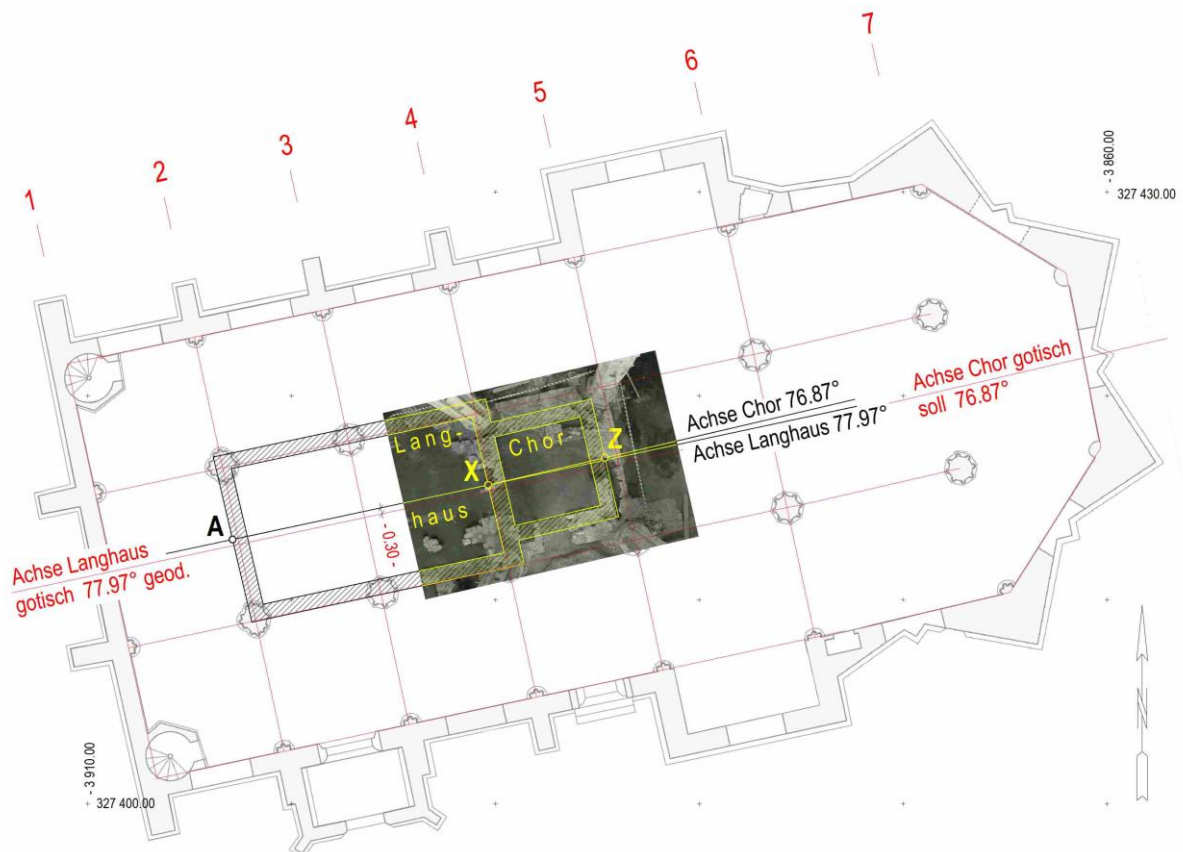 7
6
5
4
3
2
1
- 3 860.00
327 430.00
Achse Chor gotisch
soll 76.87°
Achse Chor 76.87°
Achse Langhaus 77.97°
Lang-
haus
Chor
X
Z
A
- 0.30 -
Achse Langhaus
gotisch 77.97° geod.
- 3 910.00
327 400.00
N